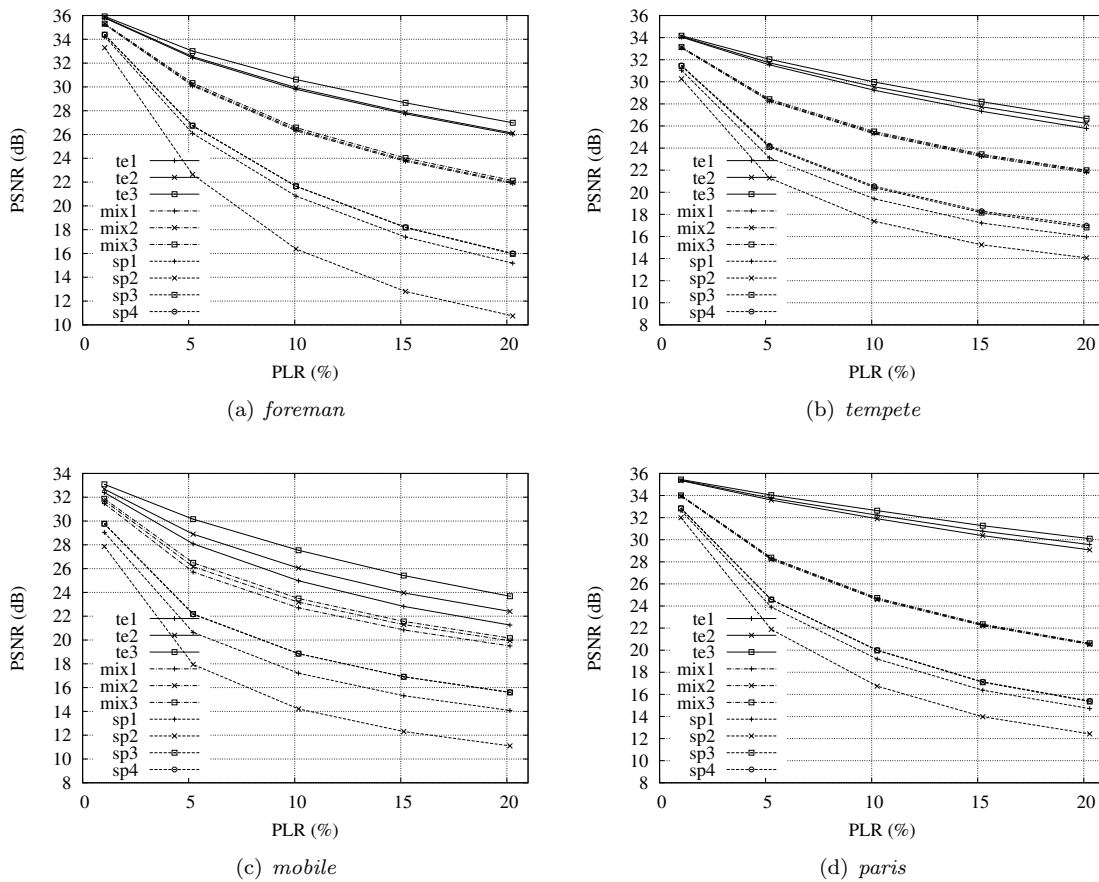 36
34
32
30
28
26
24
22
20
18
16
14
12
10
PSNR (dB)
te1
te2
te3
mix1
mix2
mix3
sp1
sp2
sp3
sp4
0 5 10 15 20
PLR (%)
(a) foreman
36
34
32
30
28
26
24
22
20
18
16
14
12
10
8
PSNR (dB)
te1
te2
te3
mix1
mix2
mix3
sp1
sp2
sp3
sp4
0 5 10 15 20
PLR (%)
(b) tempete
34
32
30
28
26
24
22
20
18
16
14
12
10
8
PSNR (dB)
te1
te2
te3
mix1
mix2
mix3
sp1
sp2
sp3
sp4
0 5 10 15 20
PLR (%)
(c) mobile
36
34
32
30
28
26
24
22
20
18
16
14
12
10
8
PSNR (dB)
te1
te2
te3
mix1
mix2
mix3
sp1
sp2
sp3
sp4
0 5 10 15 20
PLR (%)
(d) paris